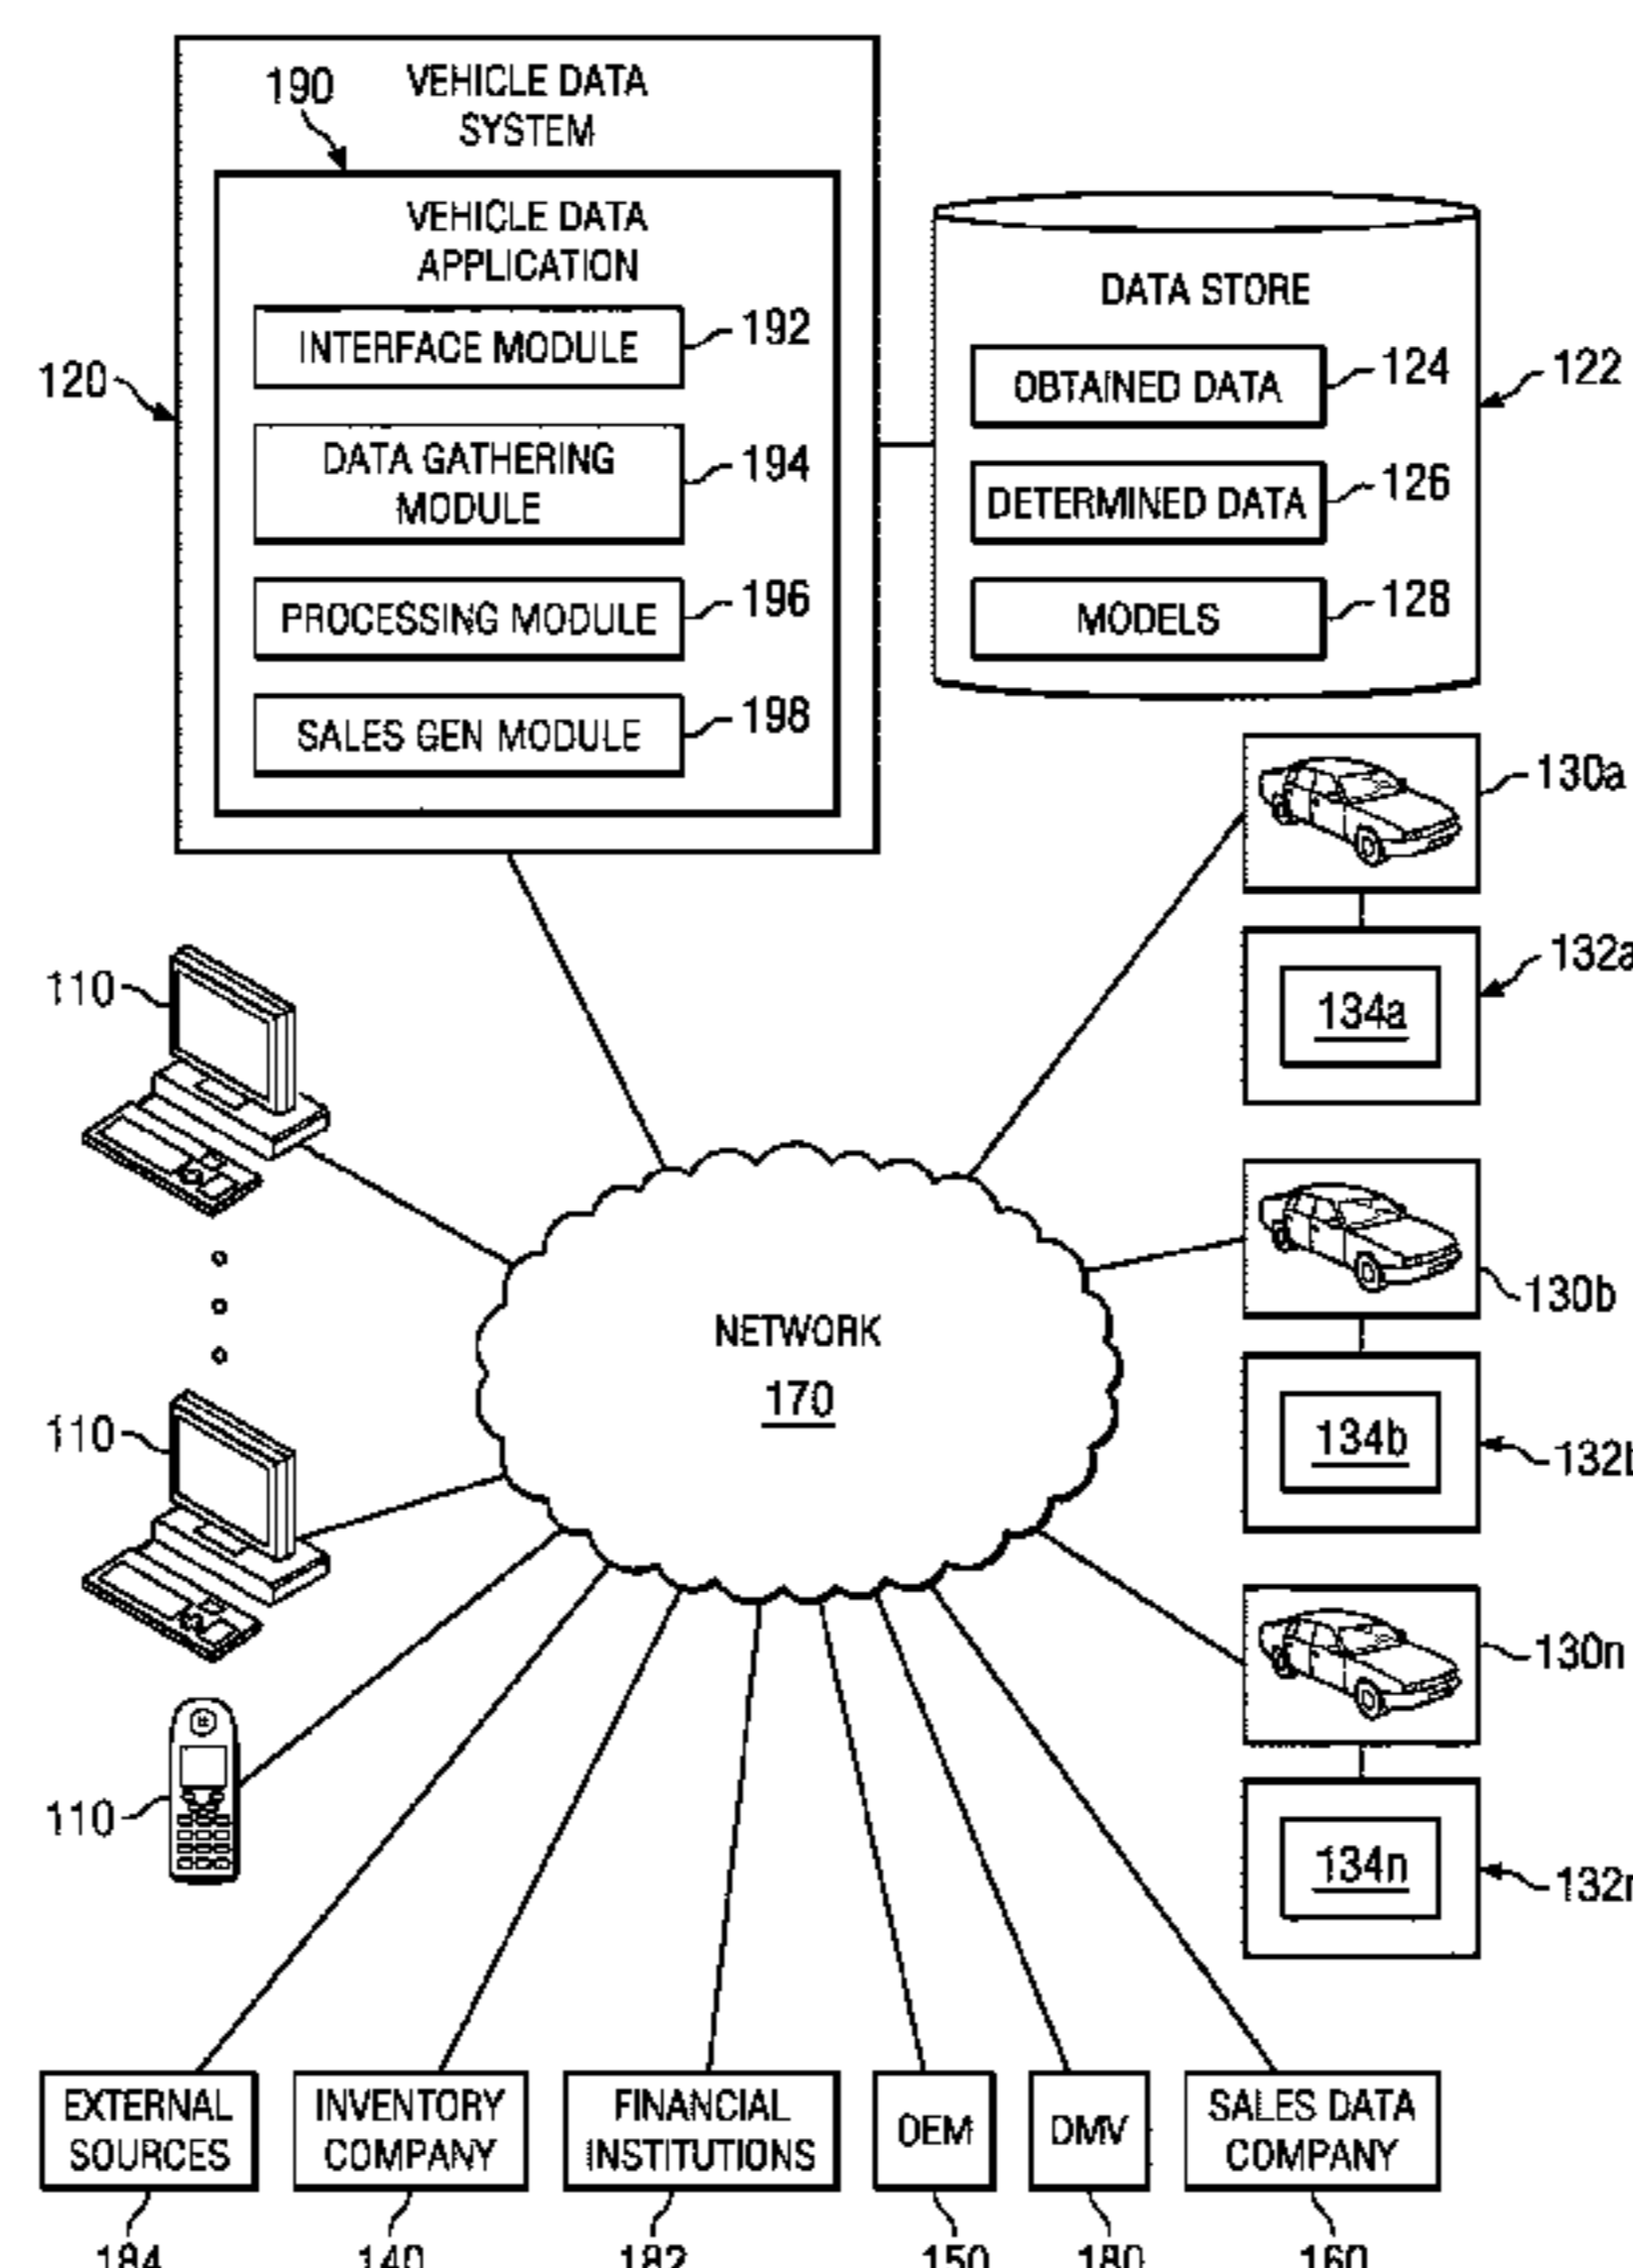 VEHICLE DATA
SYSTEM
190
VEHICLE DATA
APPLICATION
INTERFACE MODULE
192
DATA GATHERING
MODULE
194
PROCESSING MODULE
196
SALES GEN MODULE
198
120
DATA STORE
OBTAINED DATA
124
DETERMINED DATA
126
MODELS
128
122
130a
132a
134a
110
130b
134b
132b
110
NETWORK
170
130n
134n
110
EXTERNAL
SOURCES
INVENTORY
COMPANY
FINANCIAL
INSTITUTIONS
OEM
DMV
SALES DATA
COMPANY
184
140
182
150
180
160